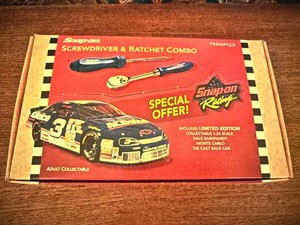 Snap-on
SCREWDRIVER & RATCHET COMBO
SPECIAL
OFFER!
Snap-on
Racing
INCLUDES LIMITED EDITION
COLLECTABLE 1:24 SCALE
DALE EARNHARDT
MONTE CARLO
DIE CAST RACE CAR
3
ADULT COLLECTABLE